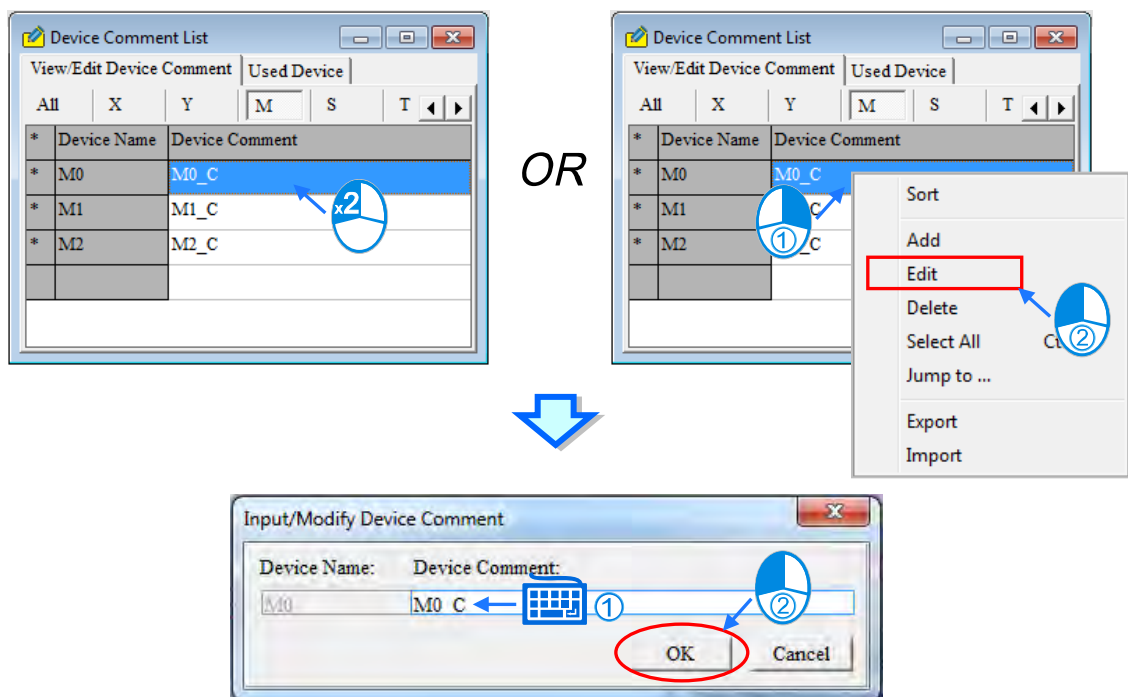 Device Comment List
View/Edit Device Comment Used Device
All X Y M S T
* Device Name Device Comment
* M0 M0_C
* M1 M1_C
* M2 M2_C
x2
OR
Device Comment List
View/Edit Device Comment Used Device
All X Y M S T
* Device Name Device Comment
* M0 M0_C
* M1 C
* M2 _C
①
Sort
Add
Edit
Delete
Select All Ct
②
Jump to ...
Export
Import
Input/Modify Device Comment
Device Name: Device Comment:
M0 M0_C ① ②
OK Cancel